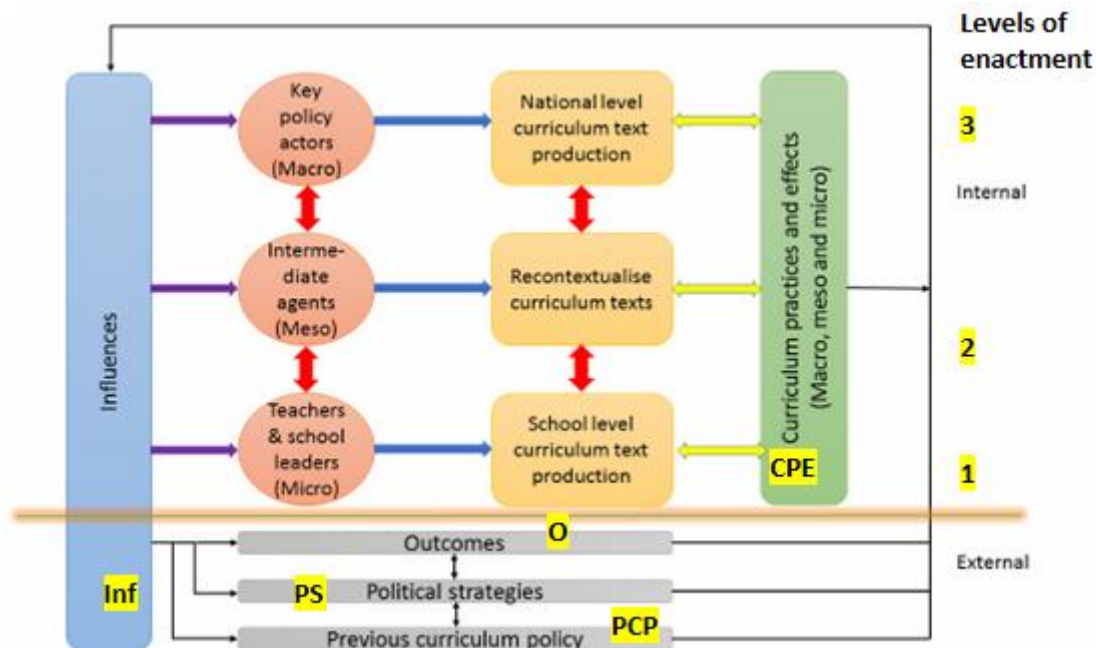 Levels of
enactment
Influences
Inf
Key
policy
actors
(Macro)
National level
curriculum text
production
Curriculum practices and effects
(Macro, meso and micro)
CPE
3
Internal
Interme-
diate
agents
(Meso)
Recontextualise
curriculum texts
2
Teachers
& school
leaders
(Micro)
School level
curriculum text
production
1
O
Outcomes
External
PS
Political strategies
PCP
Previous curriculum policy